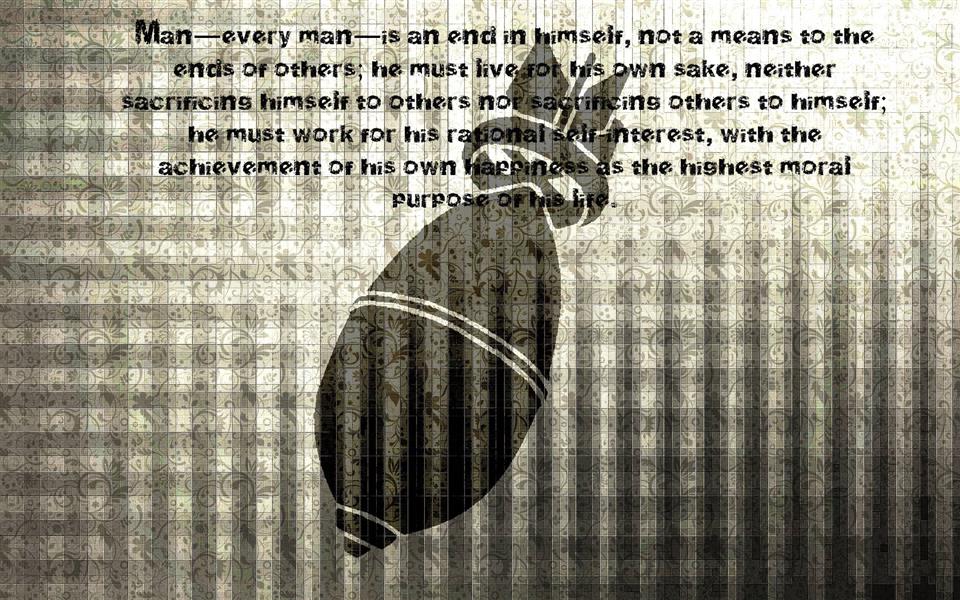 Man—every man—is an end in himself, not a means to the
ends of others; he must live for his own sake, neither
sacrificing himself to others nor sacrificing others to himself;
he must work for his rational self-interest, with the
achievement of his own happiness as the highest moral
purpose of his life.